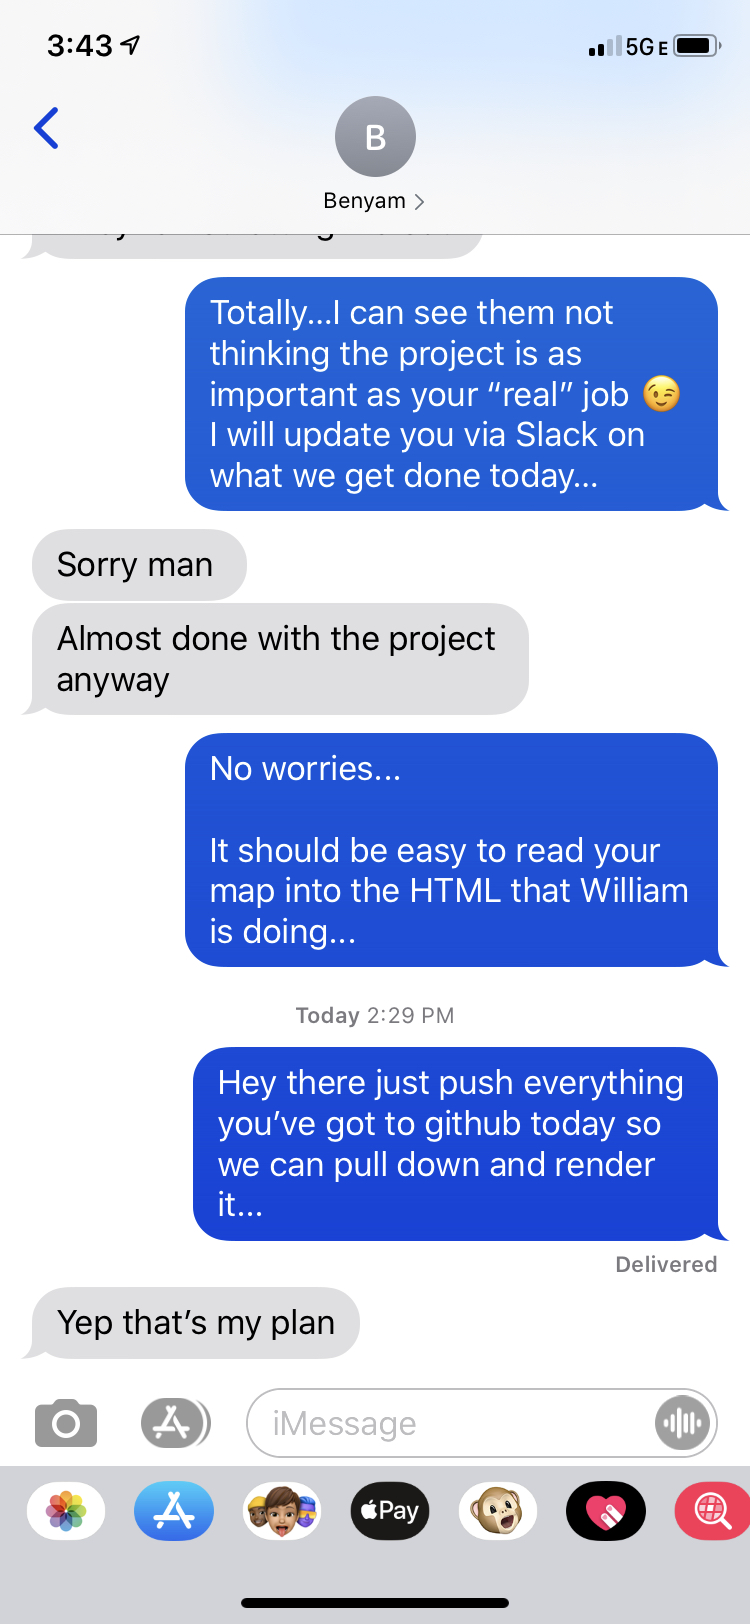 3:43
5G E
B
Benyam
Totally...I can see them not
thinking the project is as
important as your “real” job 😉
I will update you via Slack on
what we get done today...
Sorry man
Almost done with the project
anyway
No worries...
It should be easy to read your
map into the HTML that William
is doing...
Today 2:29 PM
Hey there just push everything
you’ve got to github today so
we can pull down and render
it...
Delivered
Yep that’s my plan
iMessage
Pay